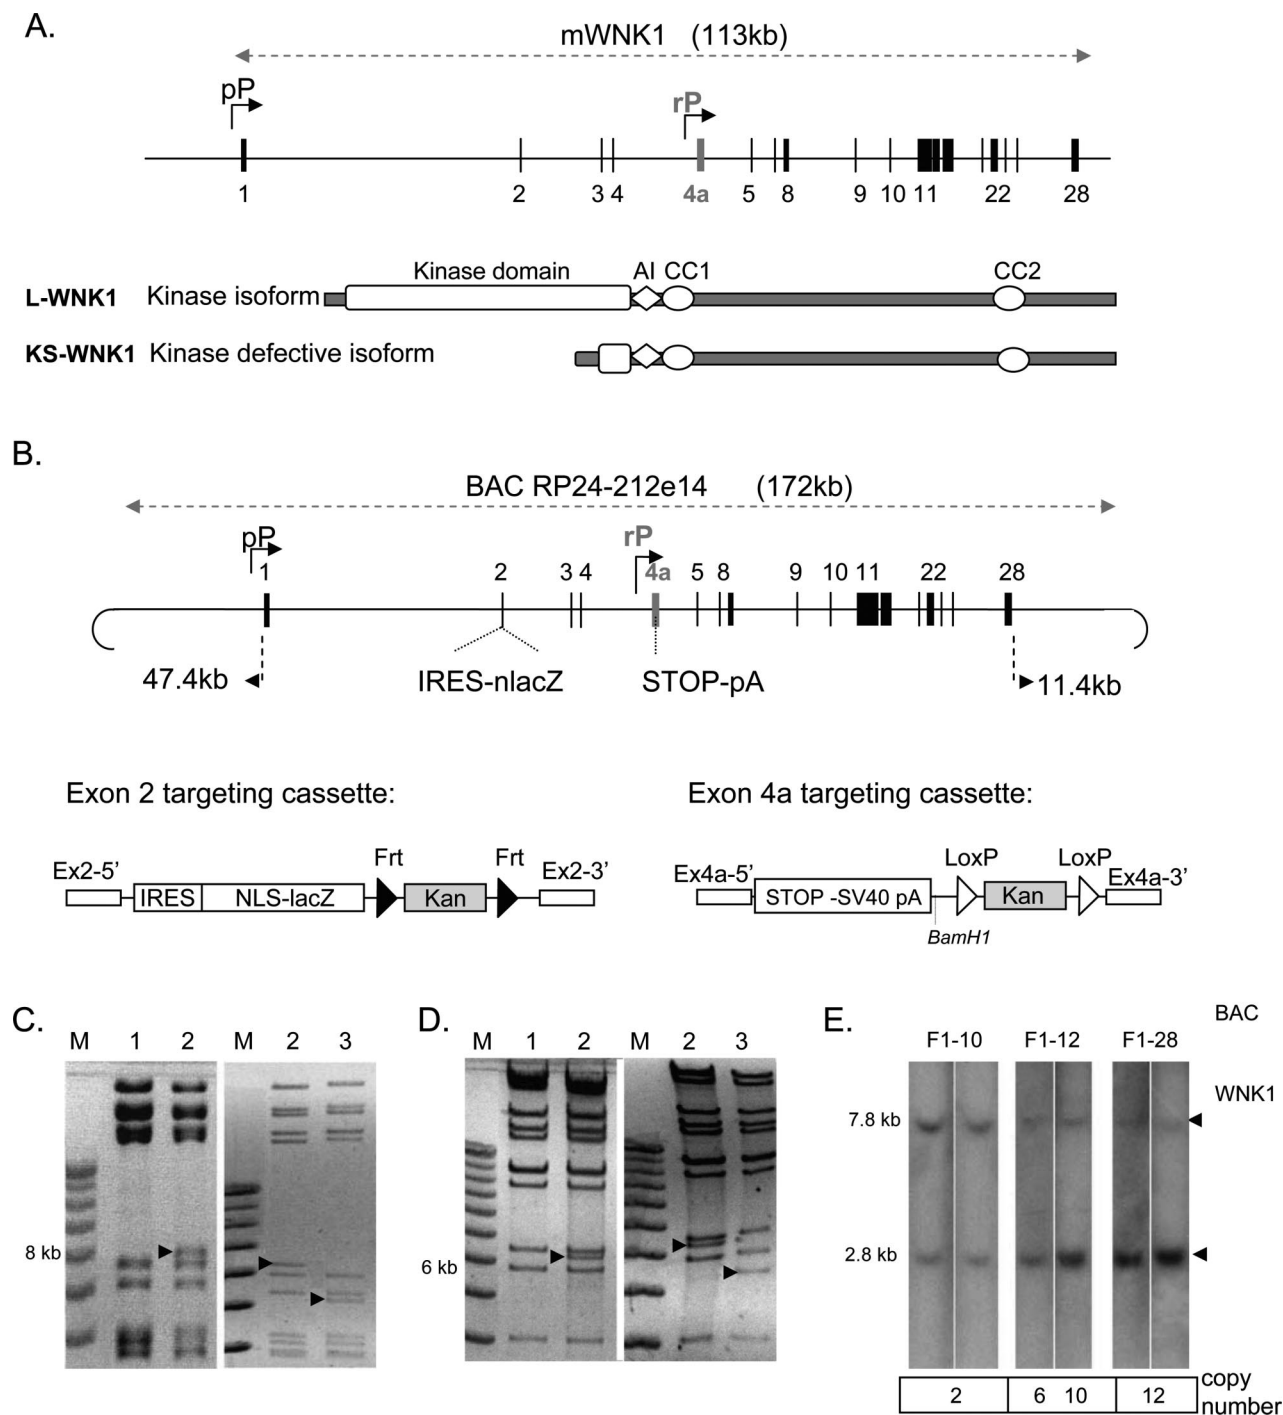 A.
mWNK1 (113kb)
pP
rP
1 2 3 4 4a 5 8 9 10 11 22 28
Kinase domain AI CC1 CC2
L-WNK1 Kinase isoform
KS-WNK1 Kinase defective isoform
B.
BAC RP24-212e14 (172kb)
pP
rP
1 2 3 4 4a 5 8 9 10 11 22 28
47.4kb IRES-nlacZ STOP-pA 11.4kb
Exon 2 targeting cassette:
Frt Frt
Ex2-5’ IRES NLS-lacZ Kan Ex2-3’
Exon 4a targeting cassette:
LoxP LoxP
Ex4a-5’ STOP -SV40 pA Kan Ex4a-3’
BamH1
C.
M 1 2 M 2 3
8 kb
D.
M 1 2 M 2 3
6 kb
E.
BAC
F1-10 F1-12 F1-28
WNK1
7.8 kb
2.8 kb
2 6 10 12 copy
number